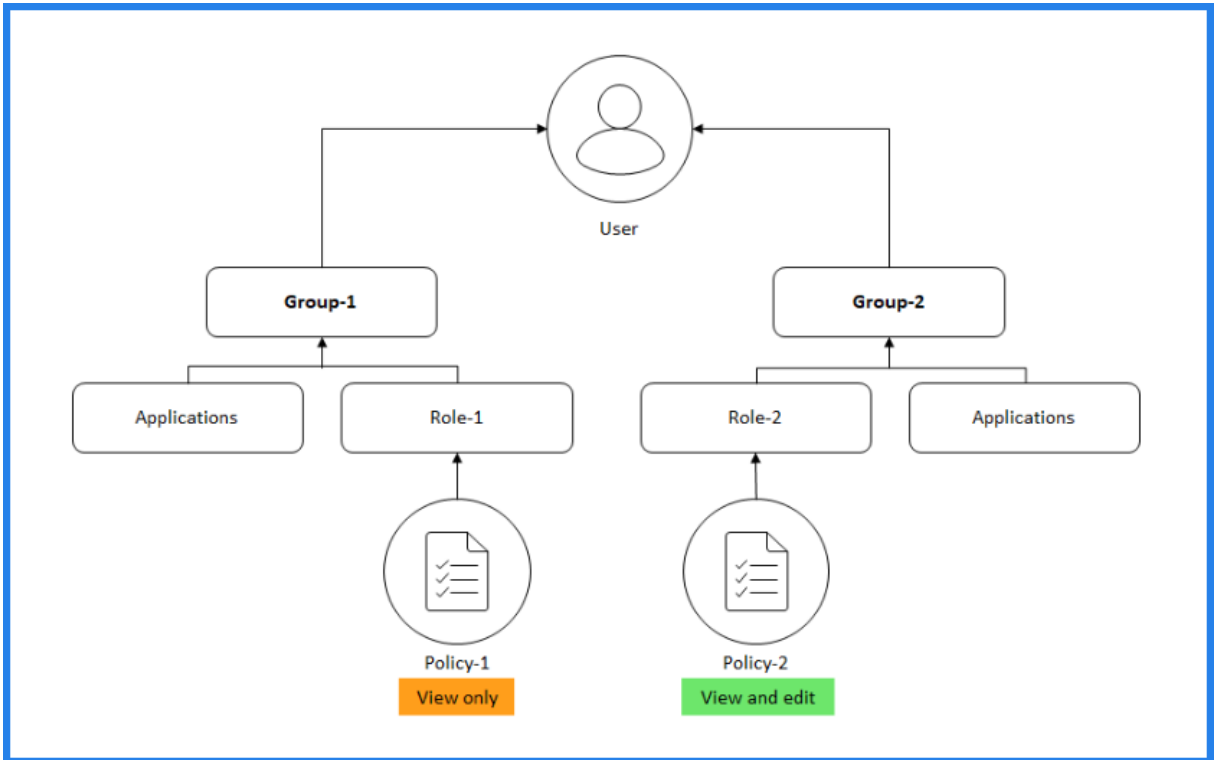 User
Group-1
Group-2
Applications
Role-1
Role-2
Applications
Policy-1
Policy-2
View only
View and edit